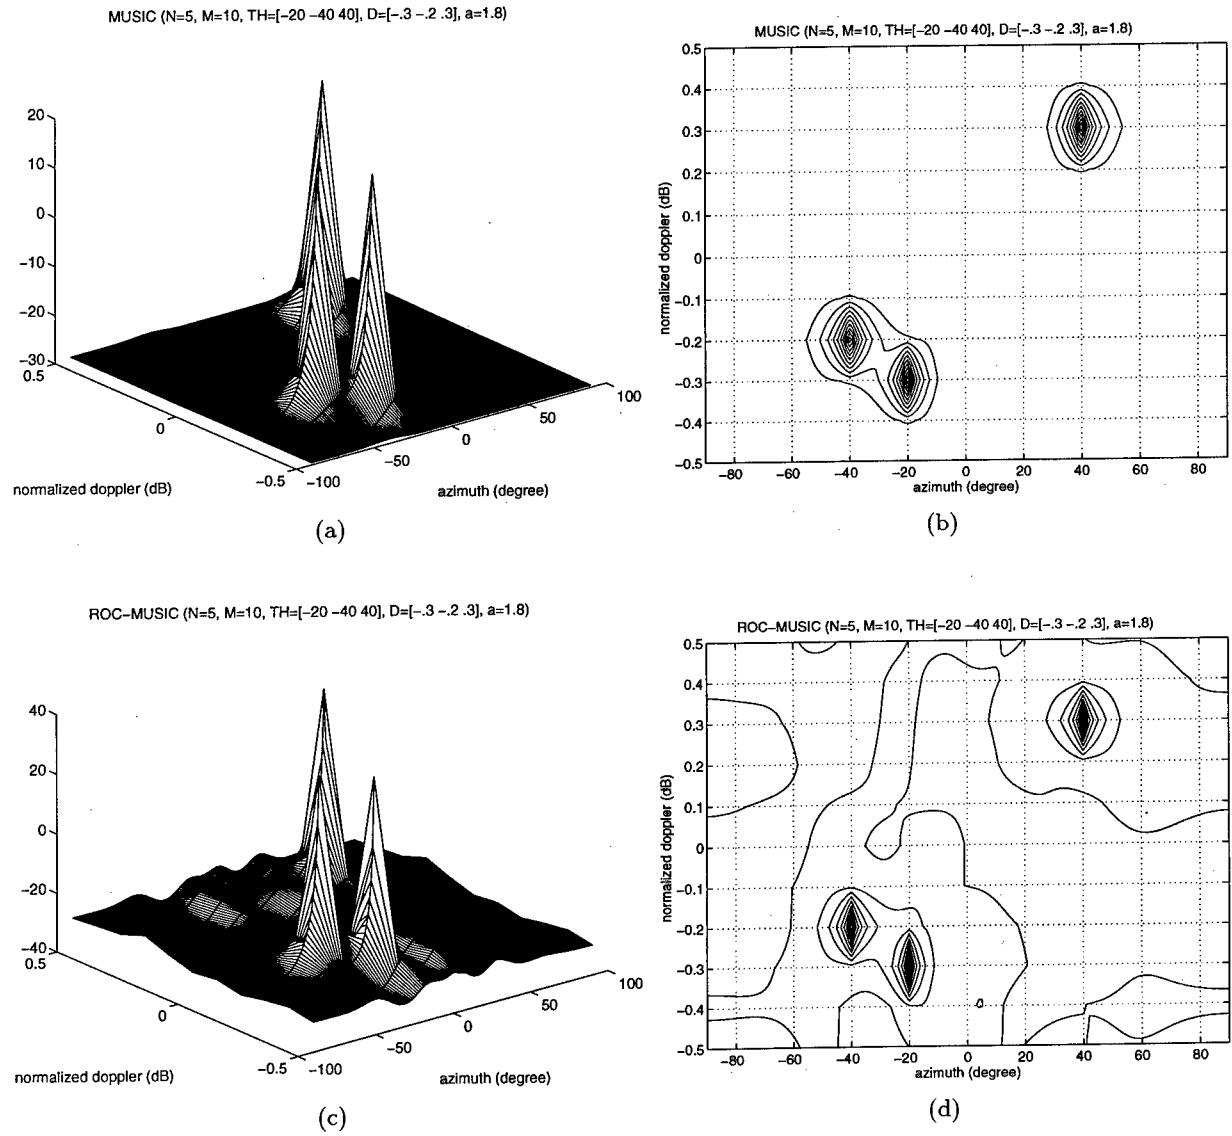 MUSIC (N=5, M=10, TH=[-20 -40 40], D=[-.3 -.2 .3], a=1.8)
20
10
0
-10
-20
-30
0.5
0
-0.5
-100
-50
0
50
100
normalized doppler (dB)
azimuth (degree)
(a)
MUSIC (N=5, M=10, TH=[-20 -40 40], D=[-.3 -.2 .3], a=1.8)
0.5
0.4
0.3
0.2
0.1
0
-0.1
-0.2
-0.3
-0.4
-0.5
normalized doppler (dB)
-80 -60 -40 -20 0 20 40 60 80
azimuth (degree)
(b)
ROC-MUSIC (N=5, M=10, TH=[-20 -40 40], D=[-.3 -.2 .3], a=1.8)
40
20
0
-20
-40
0.5
0
-0.5
-100
-50
0
50
100
normalized doppler (dB)
azimuth (degree)
(c)
ROC-MUSIC (N=5, M=10, TH=[-20 -40 40], D=[-.3 -.2 .3], a=1.8)
0.5
0.4
0.3
0.2
0.1
0
-0.1
-0.2
-0.3
-0.4
-0.5
normalized doppler (dB)
-80 -60 -40 -20 0 20 40 60 80
azimuth (degree)
(d)